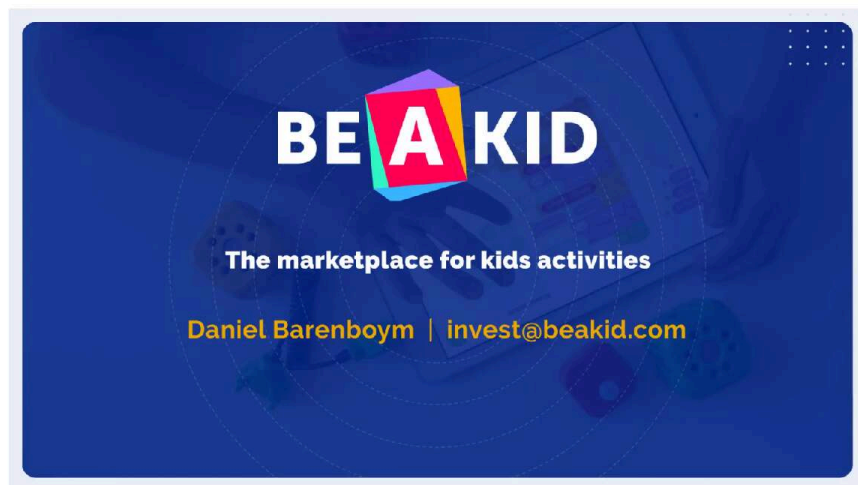 BE A KID
The marketplace for kids activities
Daniel Barenboym | invest@beakid.com